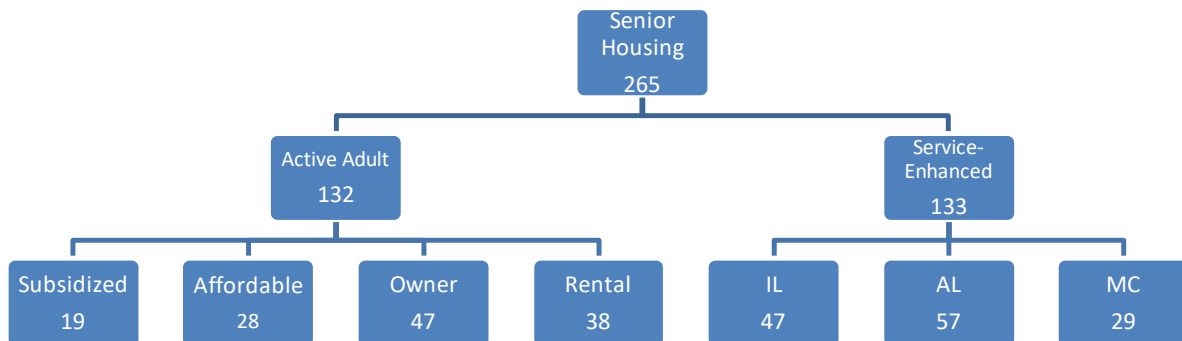 Senior
Housing
265
Active Adult
132
Service-
Enhanced
133
Subsidized
19
Affordable
28
Owner
47
Rental
38
IL
47
AL
57
MC
29